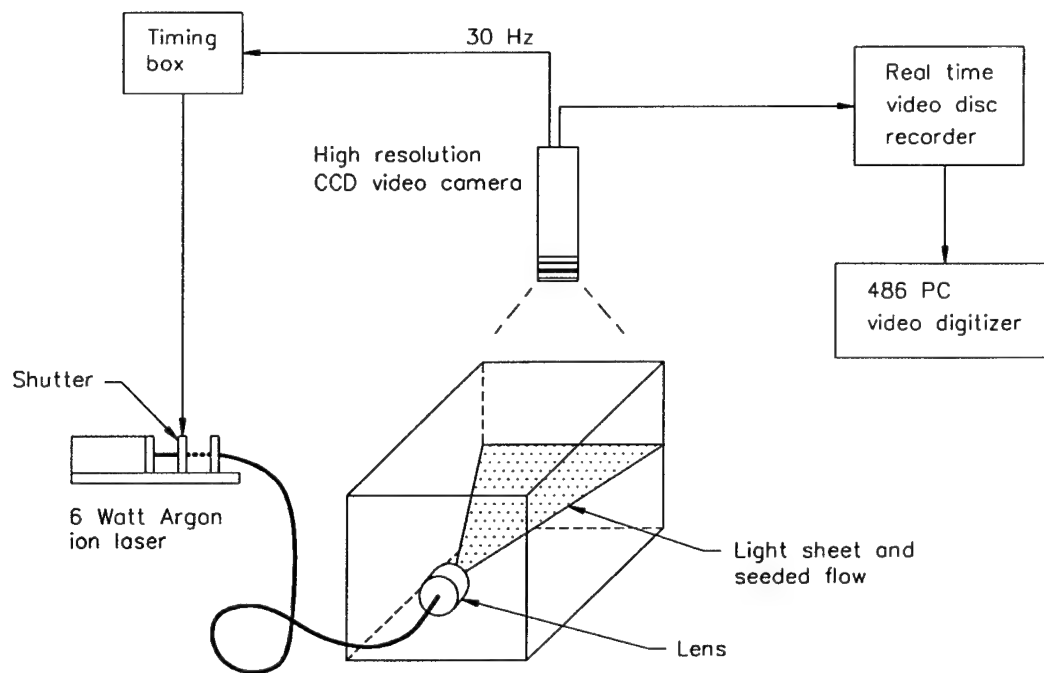 Timing
box
30 Hz
Real time
video disc
recorder
High resolution
CCD video camera
486 PC
video digitizer
Shutter
6 Watt Argon
ion laser
Light sheet and
seeded flow
Lens